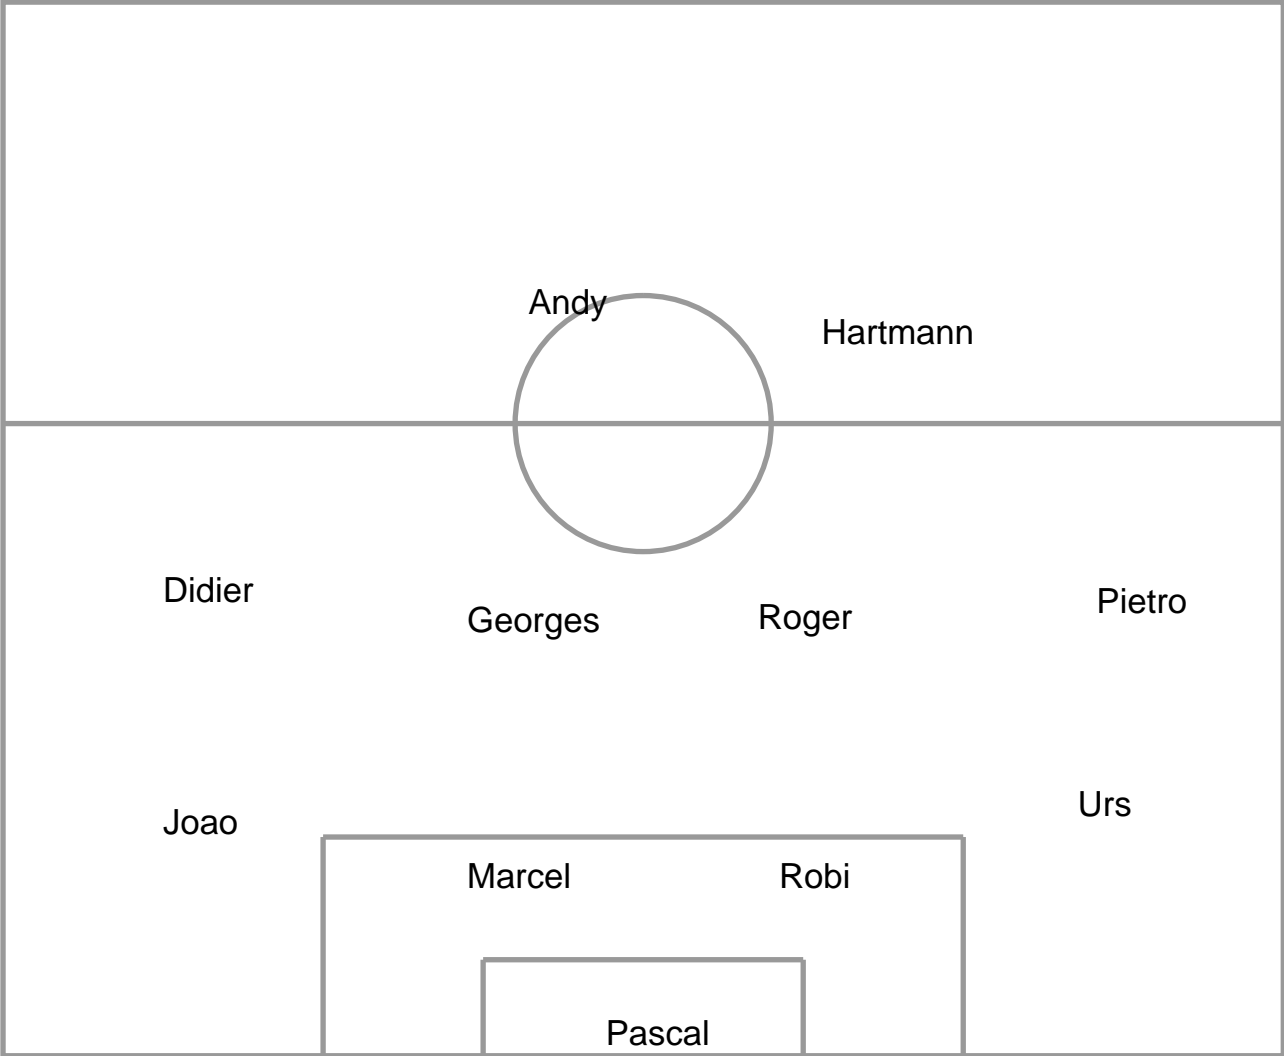 Andy
Hartmann
Didier
Georges
Roger
Pietro
Joao
Urs
Marcel
Robi
Pascal